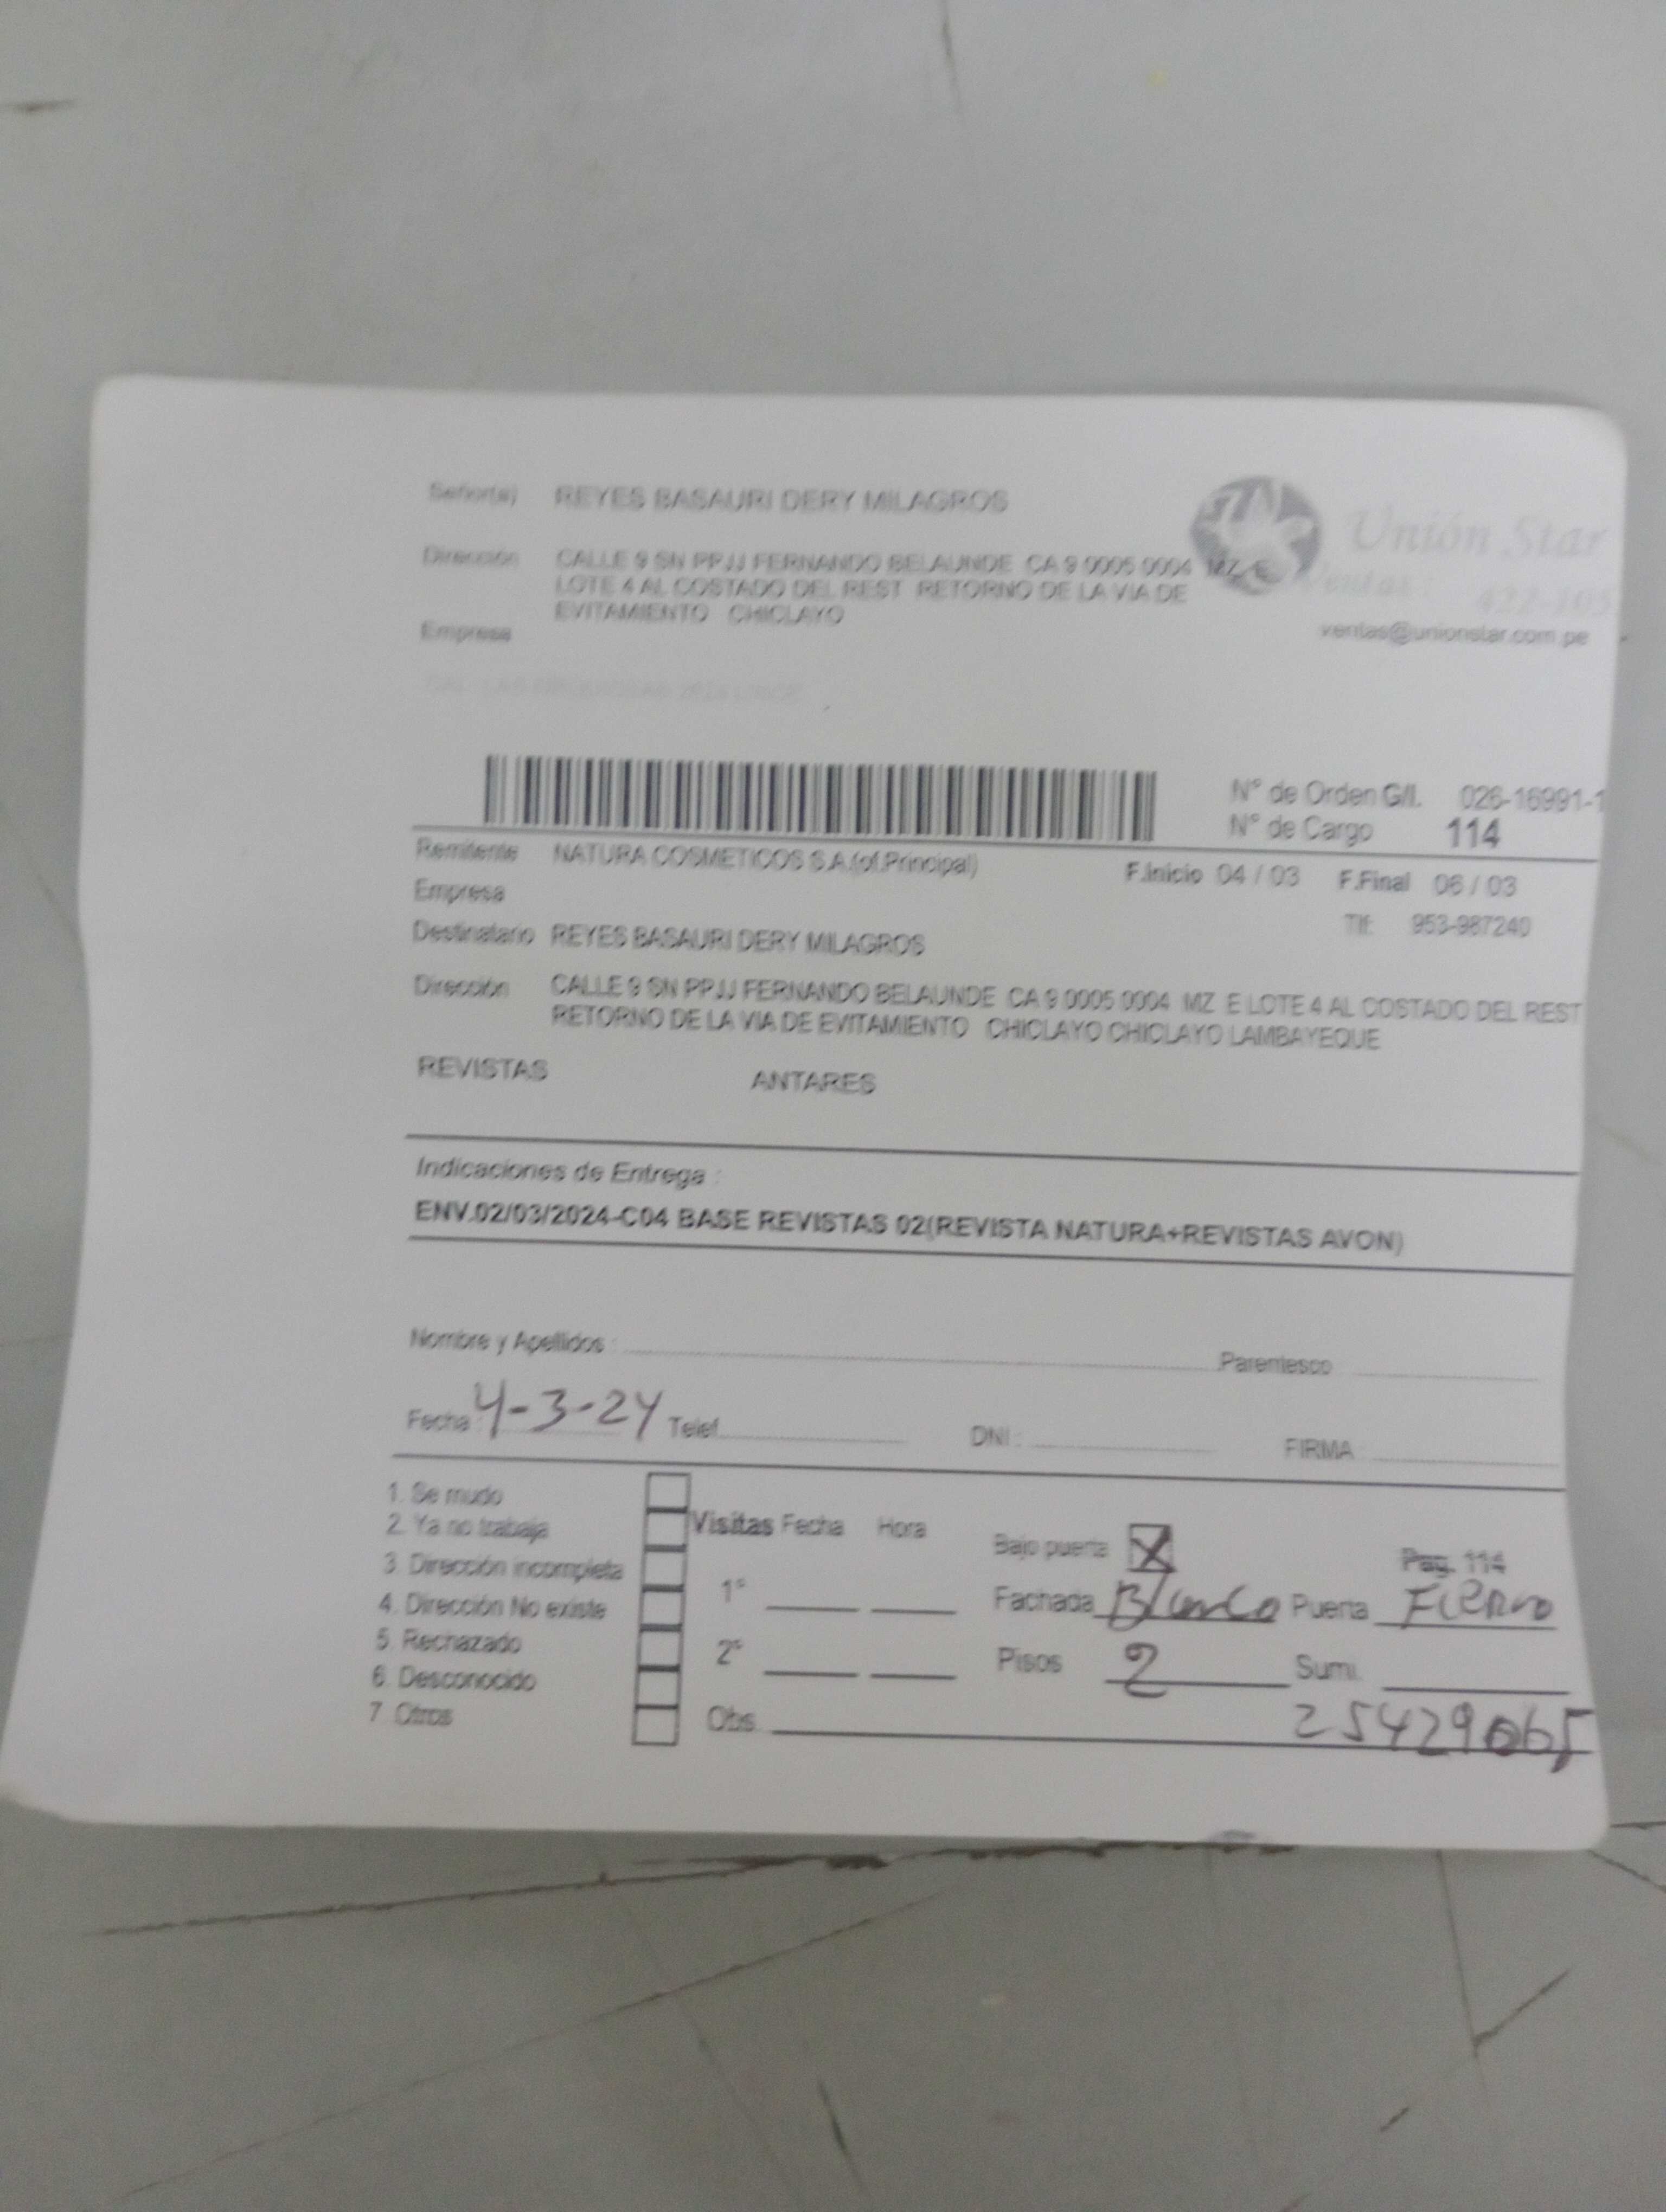 Señor(a) REYES BASAURI DERY MILAGROS
Unión Star
Dirección CALLE 9 SN PPJJ FERNANDO BELAUNDE CA 9 0005 0004 MZ E
LOTE 4 AL COSTADO DEL REST RETORNO DE LA VIA DE
EVITAMIENTO CHICLAYO
Ventas : 422-105
Empresa
ventas@unionstar.com.pe
N° de Orden G/I. 026-16991-1
N° de Cargo 114
Remitente NATURA COSMETICOS S.A.(of.Principal) F.Inicio 04 / 03 F.Final 06 / 03
Empresa
Tlf: 953-987240
Destinatario REYES BASAURI DERY MILAGROS
Dirección CALLE 9 SN PPJJ FERNANDO BELAUNDE CA 9 0005 0004 MZ E LOTE 4 AL COSTADO DEL REST
RETORNO DE LA VIA DE EVITAMIENTO CHICLAYO CHICLAYO LAMBAYEQUE
REVISTAS ANTARES
Indicaciones de Entrega :
ENV.02/03/2024-C04 BASE REVISTAS 02(REVISTA NATURA+REVISTAS AVON)
Nombre y Apellidos : Parentesco
Fecha : 4-3-24 Telef. DNI : FIRMA
1. Se mudo
2. Ya no trabaja
3. Dirección incompleta
4. Dirección No existe
5. Rechazado
6. Desconocido
7. Otros
Visitas Fecha Hora
1°
2°
Obs.
Bajo puerta X Pag. 114
Fachada Blanco Puerta Fierro
Pisos 2 Sumi.
25429065